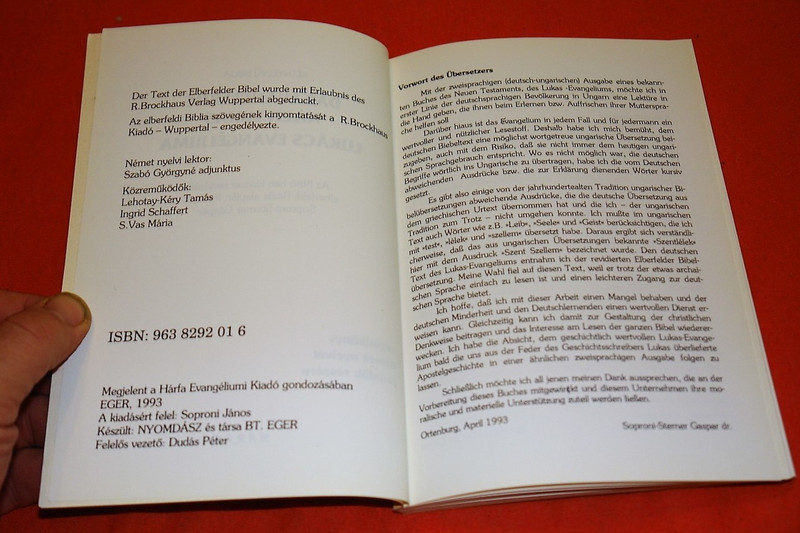 Der Text der Elberfelder Bibel wurde mit Erlaubnis des
R.Brockhaus Verlag Wuppertal abgedruckt.
Az elberfeldi Biblia szövegének kinyomtatását a R.Brockhaus
Kiadó – Wuppertal – engedélyezte.
Német nyelvi lektor:
Szabó Györgyné adjunktus
Közreműködők:
Lehotay-Kéry Tamás
Ingrid Schaffert
S.Vas Mária
ISBN: 963 8292 01 6
Megjelent a Hárfa Evangéliumi Kiadó gondozásában
EGER, 1993
A kiadásért felel: Soproni János
Készült: NYOMDÁSZ és társa BT. EGER
Felelős vezető: Dudás Péter
Vorwort des Übersetzers
Mit der zweisprachigen (deutsch-ungarischen) Ausgabe eines bekann-
ten Buches des Neuen Testaments, des Lukas -Evangeliums, möchte ich in
erster Linie der deutschsprachigen Bevölkerung in Ungarn eine Lektüre in
die Hand geben, die ihnen beim Erlernen bzw. Auffrischen ihrer Mutterspra-
che helfen soll
Darüber hiaus ist das Evangelium in jedem Fall und für jedermann ein
wertvoller und nützlicher Lesestoff. Deshalb habe ich mich bemüht, dem
deutschen Biebeltext eine möglichst wortgetreue ungarische Übersetzung bei-
zugeben, auch mit dem Risiko, daß sie nicht immer dem heutigen ungari-
schen Sprachgebrauch entspricht. Wo es nicht möglich war, die deutschen
Begriffe wörtlich ins Ungarische zu übertragen, habe ich die vom Deutschen
abweichenden Ausdrücke bzw. die zur Erklärung dienenden Wörter kursiv
gesetzt.
Es gibt also einige von der jahrhundertealten Tradition ungarischer Bi-
belübersetzungen abweichende Ausdrücke, die die deutsche Übersetzung aus
dem griechischen Urtext übernommen hat und die ich – der ungarischen
Tradition zum Trotz – nicht umgehen konnte. Ich mußte im ungarischen
Text auch Wörter wie z.B. »Leib«, »Seele« und »Geist« berücksichtigen, die ich
mit »test«, »lélek« und »szellem« übersetzt habe. Daraus ergibt sich verständli-
cherweise, daß das aus ungarischen Übersetzungen bekannte »Szentlélek«
hier mit dem Ausdruck »Szent Szellem« bezeichnet wurde. Den deutschen
Text des Lukas-Evangeliums entnahm ich der revidierten Elberfelder Bibel-
übersetzung. Meine Wahl fiel auf diesen Text, weil er trotz der etwas archai-
schen Sprache einfach zu lesen ist und einen leichteren Zugang zur deut-
schen Sprache bietet.
Ich hoffe, daß ich mit dieser Arbeit einen Mangel behaben und der
deutschen Minderheit und den Deutschlernenden einen wertvollen Dienst er-
weisen kann. Gleichzeitig kann ich damit zur Gestaltung der christlichen
Denkweise beitragen und das Interesse am Lesen der ganzen Bibel wiederer-
wecken. Ich habe die Absicht, dem geschichtlich wertvollen Lukas-Evange-
lium bald die uns aus der Feder des Geschichtsschreibers Lukas überlieferte
Apostelgeschichte in einer ähnlichen zweisprachigen Ausgabe folgen zu
lassen.
Schließlich möchte ich all jenen meinen Dank aussprechen, die an der
Vorbereitung dieses Buches mitgewirkt und diesem Unternehmen ihre mo-
ralische und materielle Unterstützung zuteil werden ließen.
Ortenburg, April 1993
Soproni-Sterner Gaspar dr.